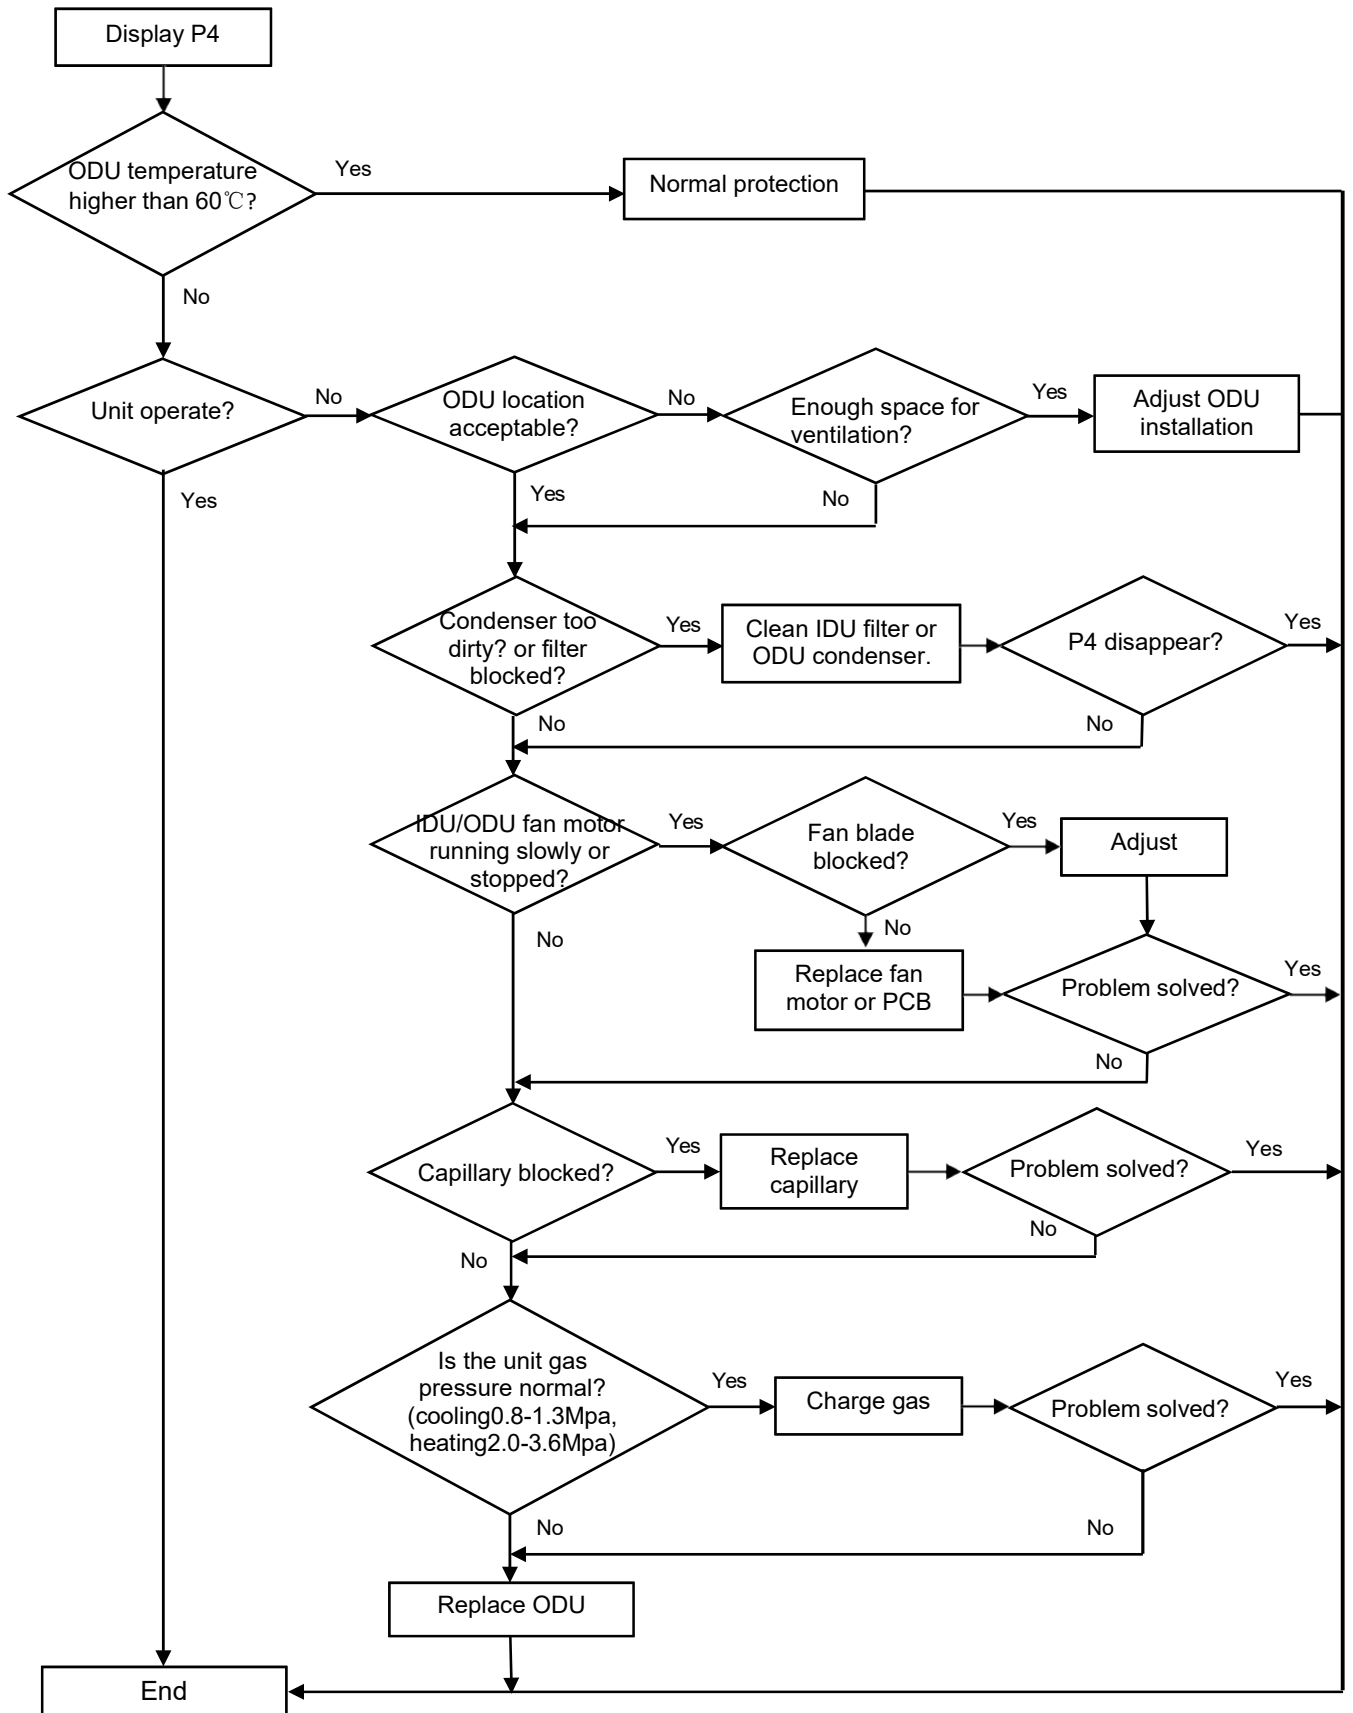 Display P4
ODU temperature
higher than 60℃?
Yes
Normal protection
No
Unit operate?
No
ODU location
acceptable?
No
Enough space for
ventilation?
Yes
Adjust ODU
installation
Yes
Yes
No
Condenser too
dirty? or filter
blocked?
Yes
Clean IDU filter or
ODU condenser.
P4 disappear?
Yes
No
No
IDU/ODU fan motor
running slowly or
stopped?
Yes
Fan blade
blocked?
Yes
Adjust
No
No
Replace fan
motor or PCB
Problem solved?
Yes
No
Capillary blocked?
Yes
Replace
capillary
Problem solved?
Yes
No
No
Is the unit gas
pressure normal?
(cooling0.8-1.3Mpa,
heating2.0-3.6Mpa)
Yes
Charge gas
Problem solved?
Yes
No
No
Replace ODU
End